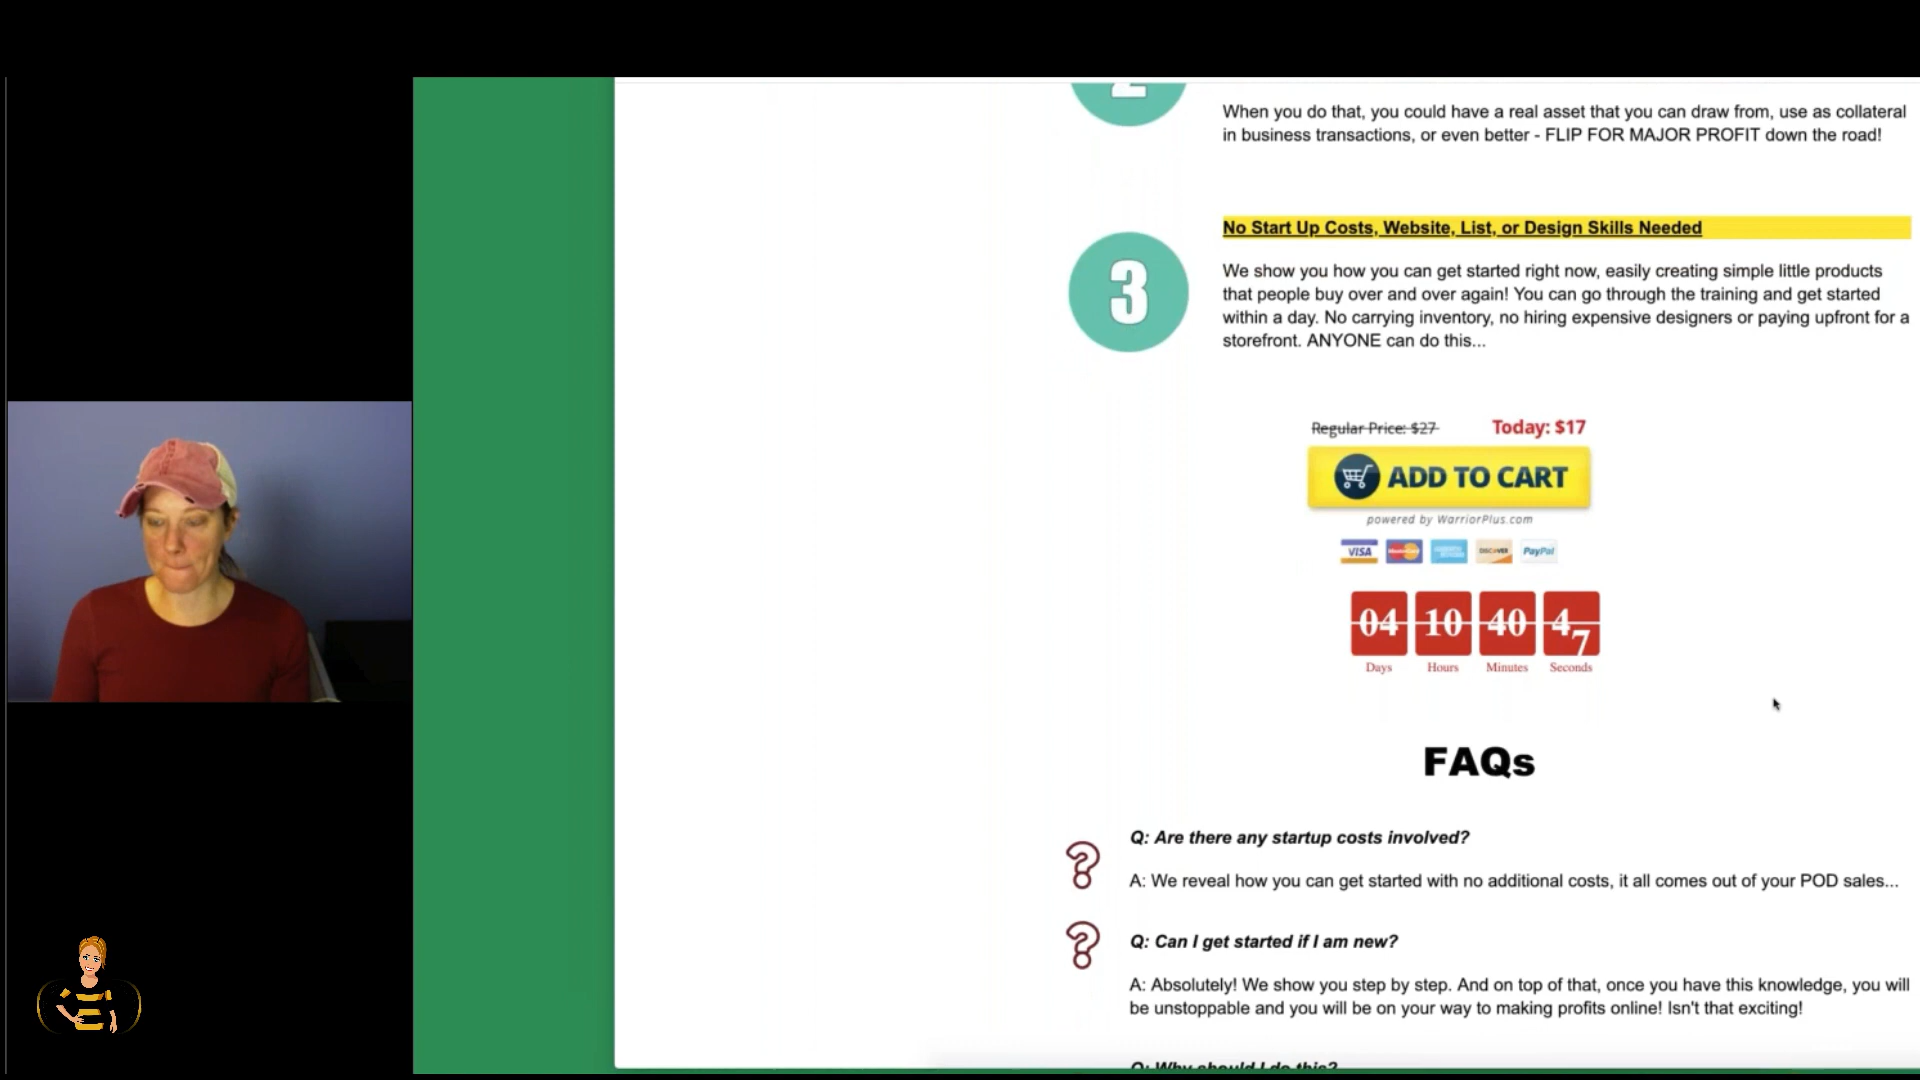 When you do that, you could have a real asset that you can draw from, use as collateral
in business transactions, or even better - FLIP FOR MAJOR PROFIT down the road!
No Start Up Costs, Website, List, or Design Skills Needed
3
We show you how you can get started right now, easily creating simple little products
that people buy over and over again! You can go through the training and get started
within a day. No carrying inventory, no hiring expensive designers or paying upfront for a
storefront. ANYONE can do this...
Regular Price: $27 Today: $17
ADD TO CART
powered by WarriorPlus.com
VISA MasterCard DISCOVER PayPal
04 10 40 47
Days Hours Minutes Seconds
FAQs
Q: Are there any startup costs involved?
A: We reveal how you can get started with no additional costs, it all comes out of your POD sales...
Q: Can I get started if I am new?
A: Absolutely! We show you step by step. And on top of that, once you have this knowledge, you will
be unstoppable and you will be on your way to making profits online! Isn't that exciting!
Q: Why should I do this?